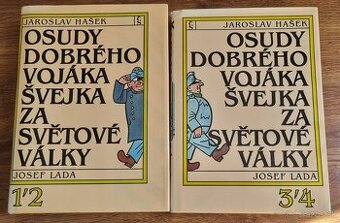 JAROSLAV HAŠEK
OSUDY
DOBRÉHO
VOJÁKA
ŠVEJKA
ZA
SVĚTOVÉ
VÁLKY
JOSEF LADA
1'2
JAROSLAV HAŠEK
OSUDY
DOBRÉHO
VOJÁKA
ŠVEJKA
ZA
SVĚTOVÉ
VÁLKY
JOSEF LADA
3'4